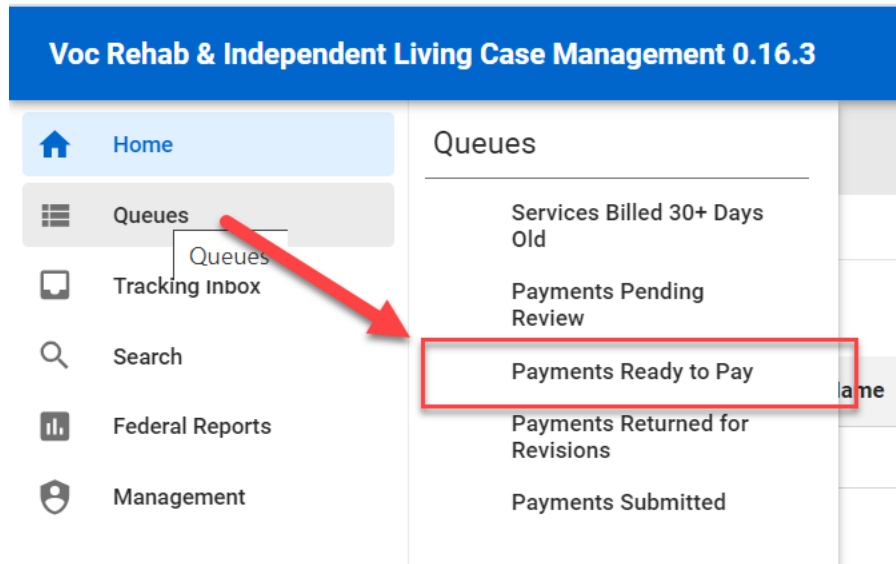 Voc Rehab & Independent Living Case Management 0.16.3
Home
Queues
Queues
Tracking Inbox
Search
Federal Reports
Management
Queues
Services Billed 30+ Days
Old
Payments Pending
Review
Payments Ready to Pay
Payments Returned for
Revisions
Payments Submitted